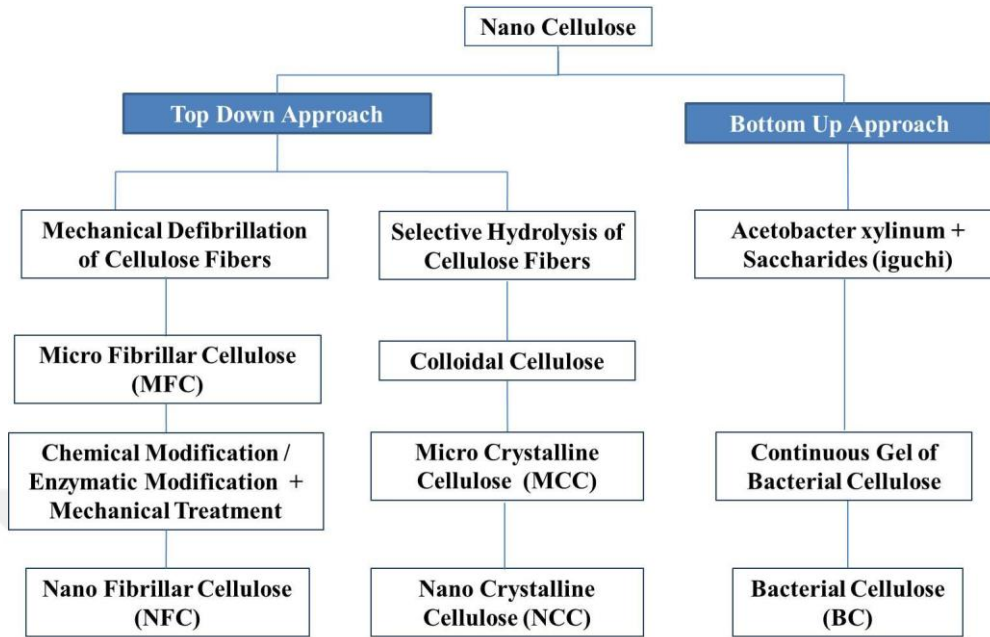 Nano Cellulose
Top Down Approach
Bottom Up Approach
Mechanical Defibrillation
of Cellulose Fibers
Selective Hydrolysis of
Cellulose Fibers
Acetobacter xylinum +
Saccharides (iguchi)
Micro Fibrillar Cellulose
(MFC)
Colloidal Cellulose
Chemical Modification /
Enzymatic Modification +
Mechanical Treatment
Micro Crystalline
Cellulose (MCC)
Continuous Gel of
Bacterial Cellulose
Nano Fibrillar Cellulose
(NFC)
Nano Crystalline
Cellulose (NCC)
Bacterial Cellulose
(BC)